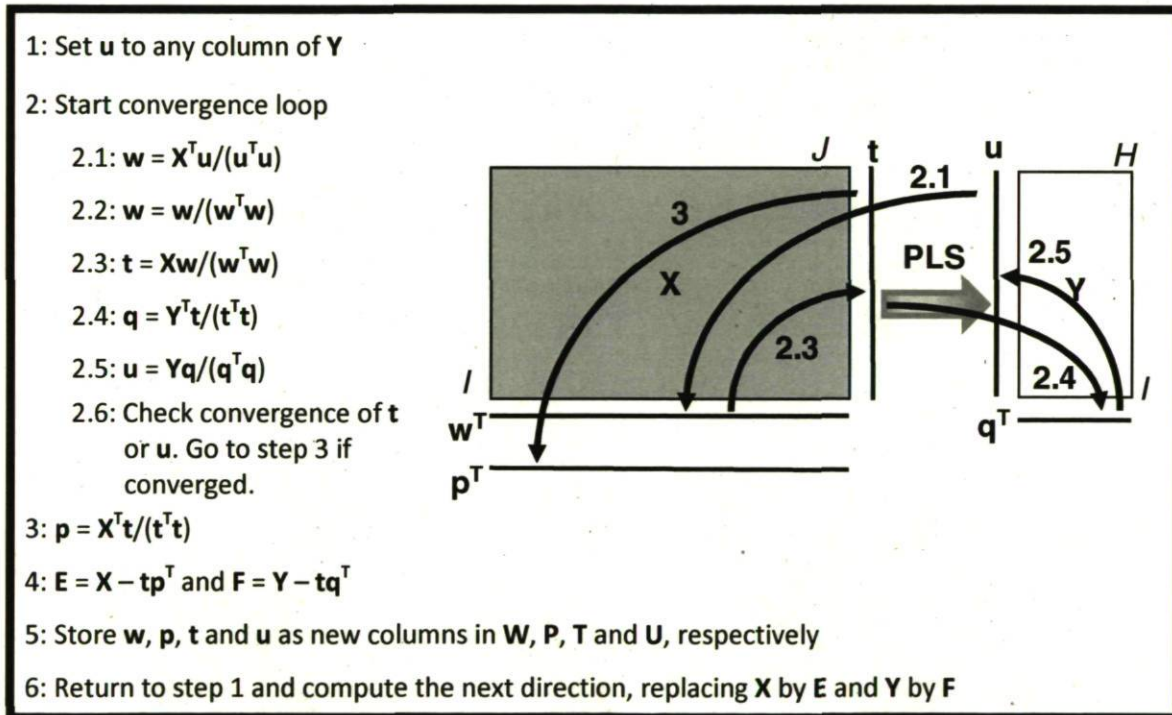 1: Set u to any column of Y
2: Start convergence loop
2.1: w = Xᵀu/(uᵀu)
2.2: w = w/(wᵀw)
2.3: t = Xw/(wᵀw)
2.4: q = Yᵀt/(tᵀt)
2.5: u = Yq/(qᵀq)
2.6: Check convergence of t
or u. Go to step 3 if
converged.
3: p = Xᵀt/(tᵀt)
4: E = X – tpᵀ and F = Y – tqᵀ
5: Store w, p, t and u as new columns in W, P, T and U, respectively
6: Return to step 1 and compute the next direction, replacing X by E and Y by F
J t u H
2.1
3
PLS 2.5
X Y
2.3
2.4
I I
wᵀ qᵀ
pᵀ